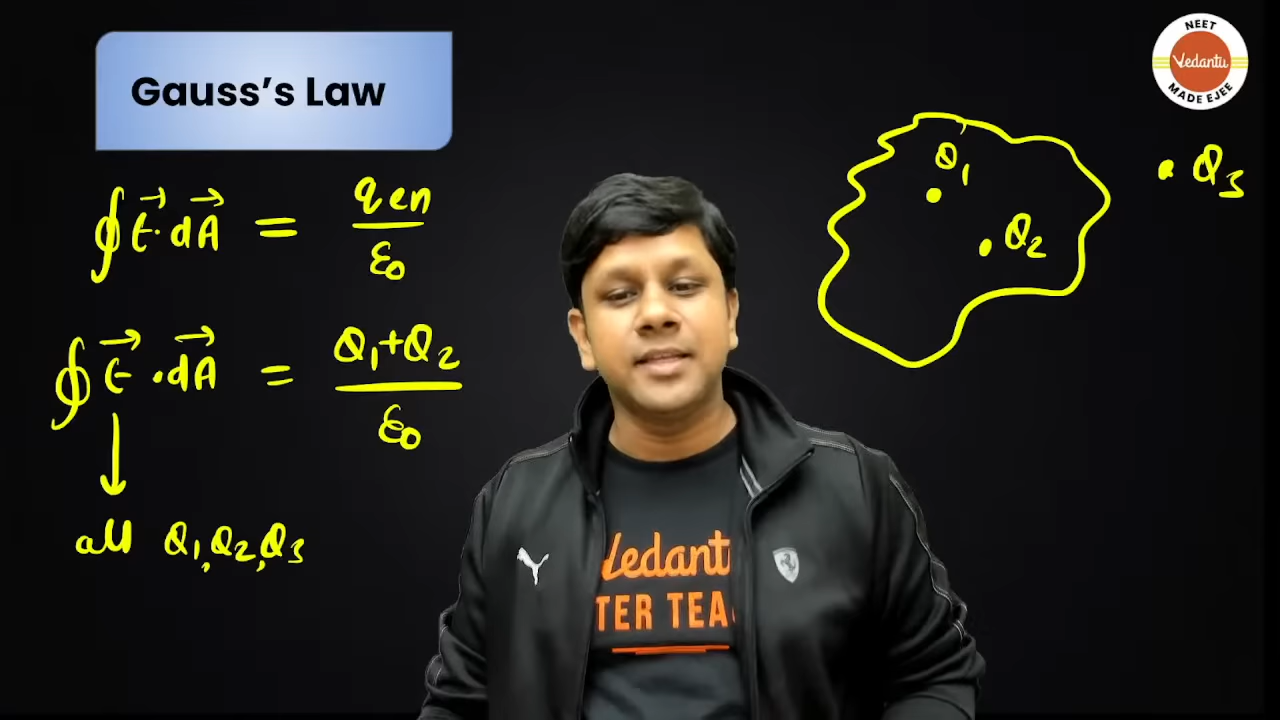 Gauss's Law
∮E⃗·dA⃗ = qen/ε0
∮E⃗·dA⃗ = Q1+Q2/ε0
all Q1, Q2, Q3
Q1
Q2
Q3
NEET
Vedantu
MADE EJEE
Vedantu
TER TEA